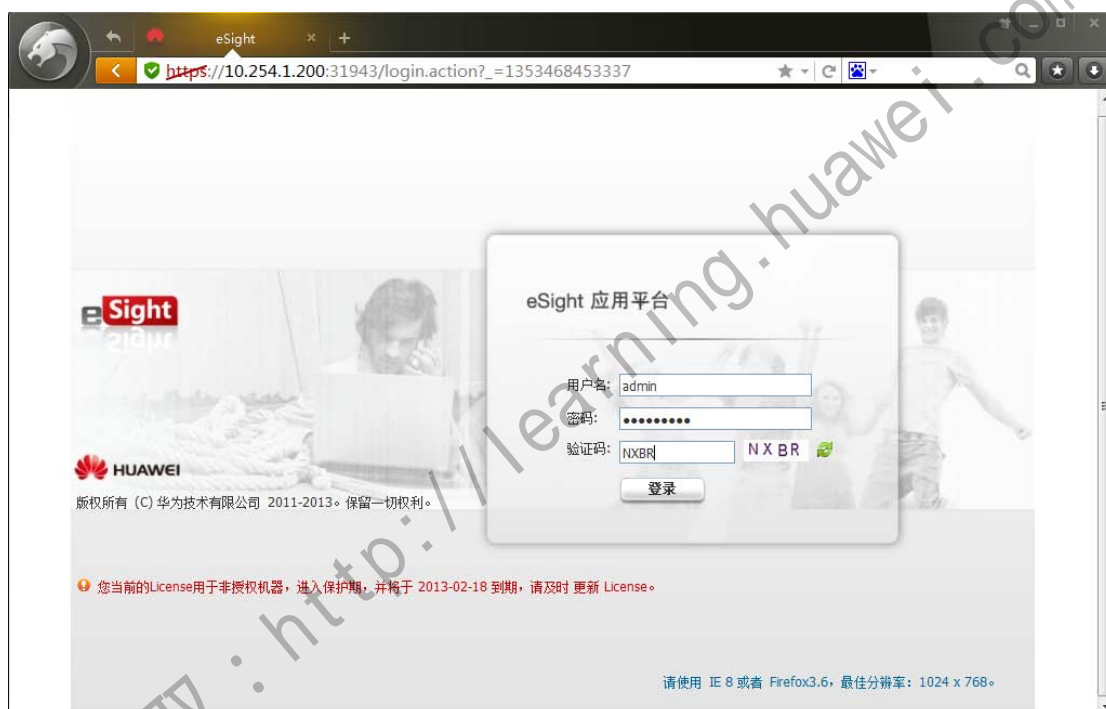 eSight
https://10.254.1.200:31943/login.action?_=1353468453337
eSight
eSight 应用平台
用户名: admin
密码: •••••••••
验证码: NXBR NXBR
登录
HUAWEI
版权所有 (C) 华为技术有限公司 2011-2013。保留一切权利。
您当前的License用于非授权机器，进入保护期，并将于 2013-02-18 到期，请及时 更新 License。
请使用 IE 8 或者 Firefox3.6，最佳分辨率：1024 x 768。
http://learning.huawei.com